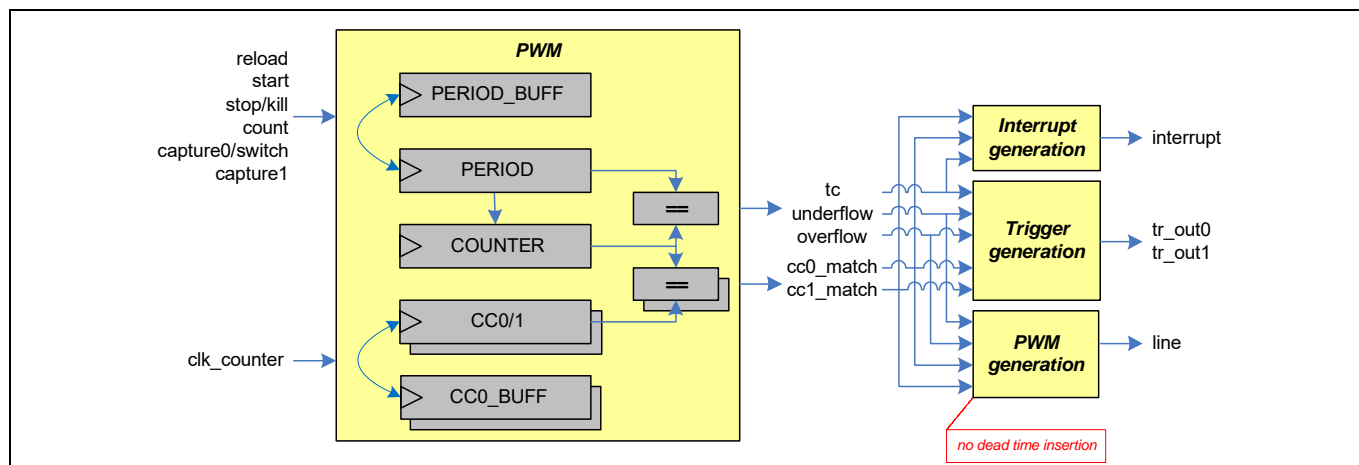 PWM
reload
start
stop/kill
count
capture0/switch
capture1
clk_counter
PERIOD_BUFF
PERIOD
COUNTER
CC0/1
CC0_BUFF
==
==
tc
underflow
overflow
cc0_match
cc1_match
Interrupt
generation
interrupt
Trigger
generation
tr_out0
tr_out1
PWM
generation
line
no dead time insertion